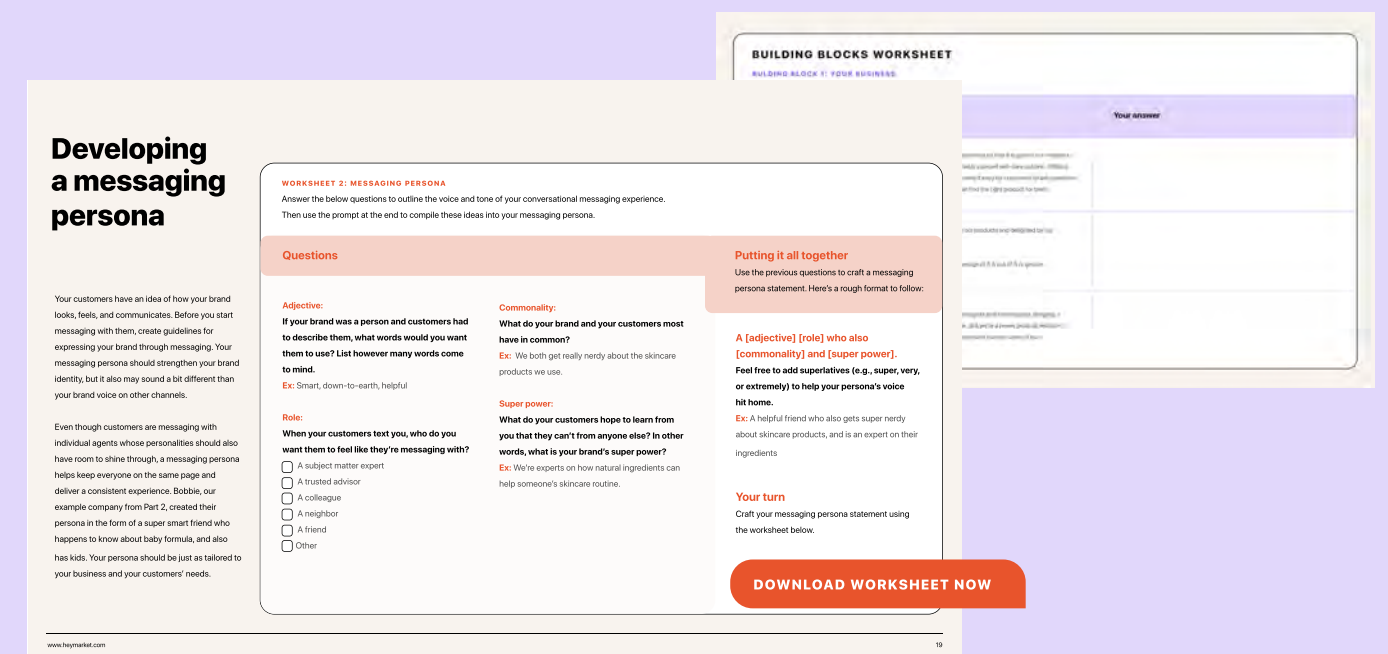 BUILDING BLOCKS WORKSHEET
BUILDING BLOCK 1: YOUR BUSINESS
Your answer
Developing
a messaging
persona
Your customers have an idea of how your brand
looks, feels, and communicates. Before you start
messaging with them, create guidelines for
expressing your brand through messaging. Your
messaging persona should strengthen your brand
identity, but it also may sound a bit different than
your brand voice on other channels.
Even though customers are messaging with
individual agents whose personalities should also
have room to shine through, a messaging persona
helps keep everyone on the same page and
deliver a consistent experience. Bobbie, our
example company from Part 2, created their
persona in the form of a super smart friend who
happens to know about baby formula, and also
has kids. Your persona should be just as tailored to
your business and your customers' needs.
WORKSHEET 2: MESSAGING PERSONA
Answer the below questions to outline the voice and tone of your conversational messaging experience.
Then use the prompt at the end to compile these ideas into your messaging persona.
Questions
Adjective:
If your brand was a person and customers had
to describe them, what words would you want
them to use? List however many words come
to mind.
Ex: Smart, down-to-earth, helpful
Role:
When your customers text you, who do you
want them to feel like they're messaging with?
A subject matter expert
A trusted advisor
A colleague
A neighbor
A friend
Other
Commonality:
What do your brand and your customers most
have in common?
Ex: We both get really nerdy about the skincare
products we use.
Super power:
What do your customers hope to learn from
you that they can't from anyone else? In other
words, what is your brand's super power?
Ex: We're experts on how natural ingredients can
help someone's skincare routine.
Putting it all together
Use the previous questions to craft a messaging
persona statement. Here's a rough format to follow:
A [adjective] [role] who also
[commonality] and [super power].
Feel free to add superlatives (e.g., super, very,
or extremely) to help your persona's voice
hit home.
Ex: A helpful friend who also gets super nerdy
about skincare products, and is an expert on their
ingredients
Your turn
Craft your messaging persona statement using
the worksheet below.
DOWNLOAD WORKSHEET NOW
www.heymarket.com
19